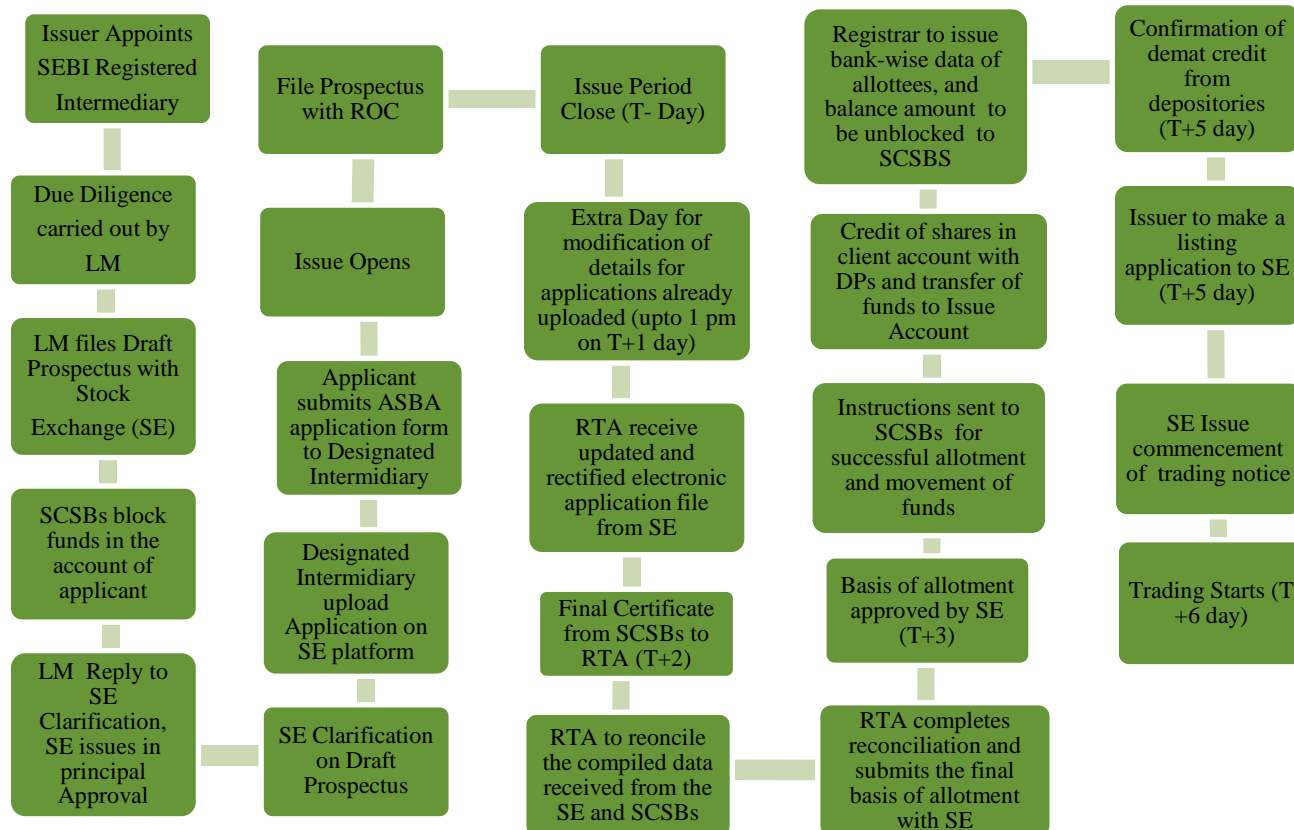 Issuer Appoints
SEBI Registered
Intermediary
Due Diligence
carried out by
LM
LM files Draft
Prospectus with
Stock
Exchange (SE)
SCSBs block
funds in the
account of
applicant
LM Reply to
SE
Clarification,
SE issues in
principal
Approval
SE Clarification
on Draft
Prospectus
Designated
Intermidiary
upload
Application on
SE platform
Applicant
submits ASBA
application form
to Designated
Intermidiary
Issue Opens
File Prospectus
with ROC
Issue Period
Close (T- Day)
Extra Day for
modification of
details for
applications already
uploaded (upto 1 pm
on T+1 day)
RTA receive
updated and
rectified electronic
application file
from SE
Final Certificate
from SCSBs to
RTA (T+2)
RTA to reconcile
the compiled data
received from the
SE and SCSBs
RTA completes
reconciliation and
submits the final
basis of allotment
with SE
Basis of allotment
approved by SE
(T+3)
Instructions sent to
SCSBs for
successful allotment
and movement of
funds
Credit of shares in
client account with
DPs and transfer of
funds to Issue
Account
Registrar to issue
bank-wise data of
allottees, and
balance amount to
be unblocked to
SCSBS
Confirmation of
demat credit
from
depositories
(T+5 day)
Issuer to make a
listing
application to SE
(T+5 day)
SE Issue
commencement
of trading notice
Trading Starts (T
+6 day)